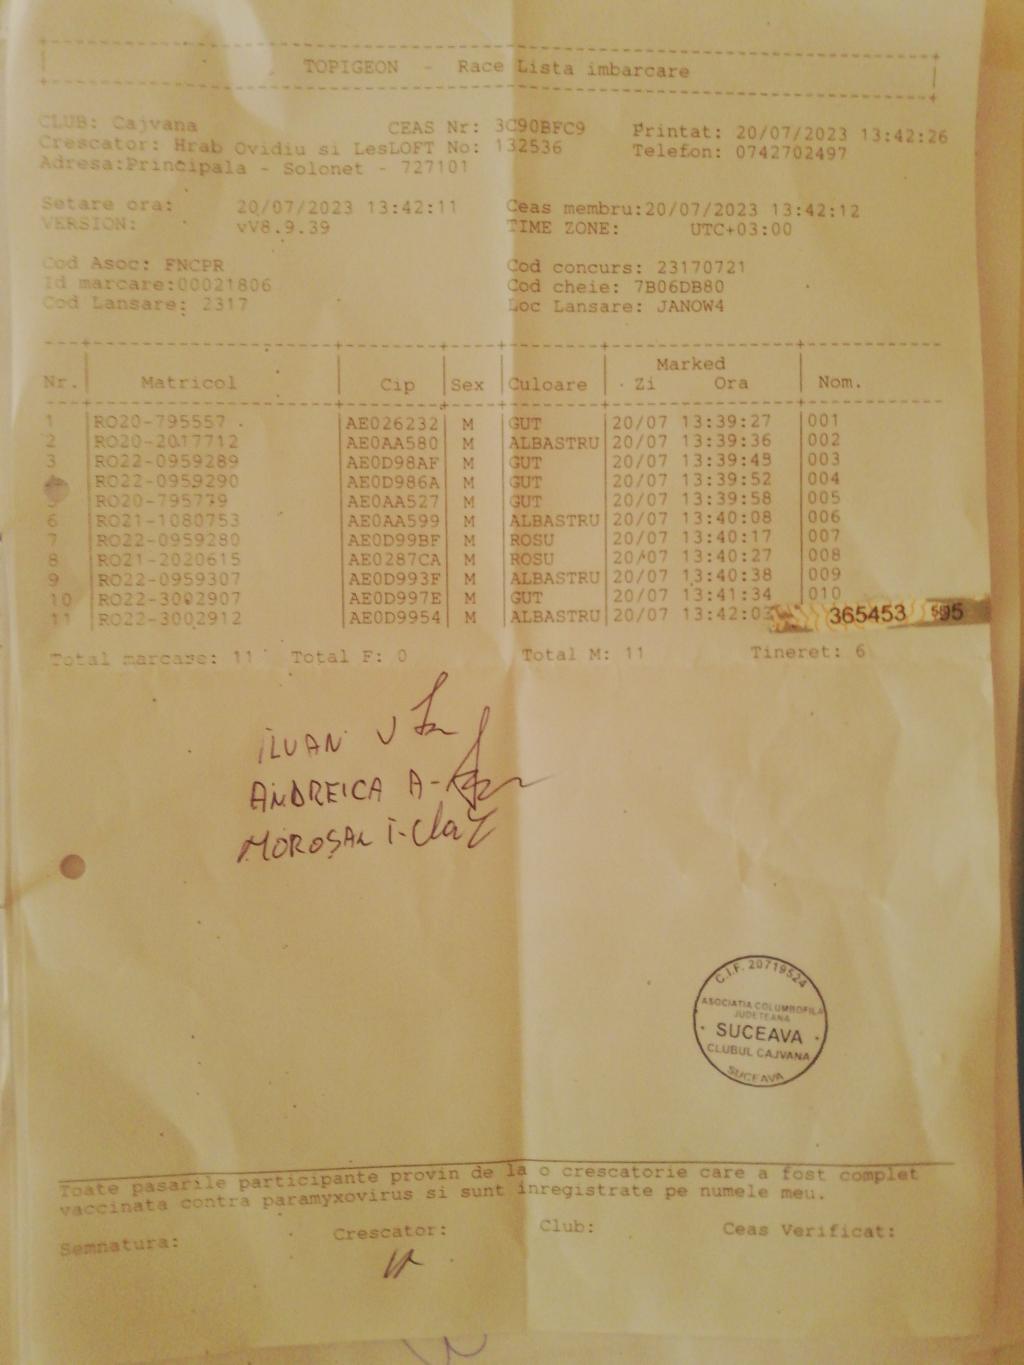 TOPIGEON - Race Lista imbarcare
CLUB: Cajvana CEAS Nr: 3C90BFC9 Printat: 20/07/2023 13:42:26
Crescator: Hrab Ovidiu si LesLOFT No: 132536 Telefon: 0742702497
Adresa:Principala - Solonet - 727101
Setare ora: 20/07/2023 13:42:11 Ceas membru:20/07/2023 13:42:12
VERSION: vV8.9.39 TIME ZONE: UTC+03:00
Cod Asoc: FNCPR Cod concurs: 23170721
Id marcare:00021806 Cod cheie: 7B06DB80
Cod Lansare: 2317 Loc Lansare: JANOW4
Marked
Nr. Matricol Cip Sex Culoare Zi Ora Nom.
1 RO20-795557 AE026232 M GUT 20/07 13:39:27 001
2 RO20-2017712 AE0AA580 M ALBASTRU 20/07 13:39:36 002
3 RO22-0959289 AE0D98AF M GUT 20/07 13:39:45 003
RO22-0959290 AE0D986A M GUT 20/07 13:39:52 004
5 RO20-795779 AE0AA527 M GUT 20/07 13:39:58 005
6 RO21-1080753 AE0AA599 M ALBASTRU 20/07 13:40:08 006
7 RO22-0959280 AE0D99BF M ROSU 20/07 13:40:17 007
8 RO21-2020615 AE0287CA M ROSU 20/07 13:40:27 008
9 RO22-0959307 AE0D993F M ALBASTRU 20/07 13:40:38 009
10 RO22-3002907 AE0D997E M GUT 20/07 13:41:34 010
11 RO22-3002912 AE0D9954 M ALBASTRU 20/07 13:42:03 365453
Total marcase: 11 Total F: 0 Total M: 11 Tineret: 6
ILVAN V
ANDREICA A-
MOROȘAN I-
C.I.F. 20719524
ASOCIATIA COLUMBOFILA
JUDETEANA
SUCEAVA
CLUBUL CAJVANA
SUCEAVA
Toate pasarile participante provin de la o crescatorie care a fost complet
vaccinata contra paramyxovirus si sunt inregistrate pe numele meu.
Semnatura: Crescator: Club: Ceas Verificat: